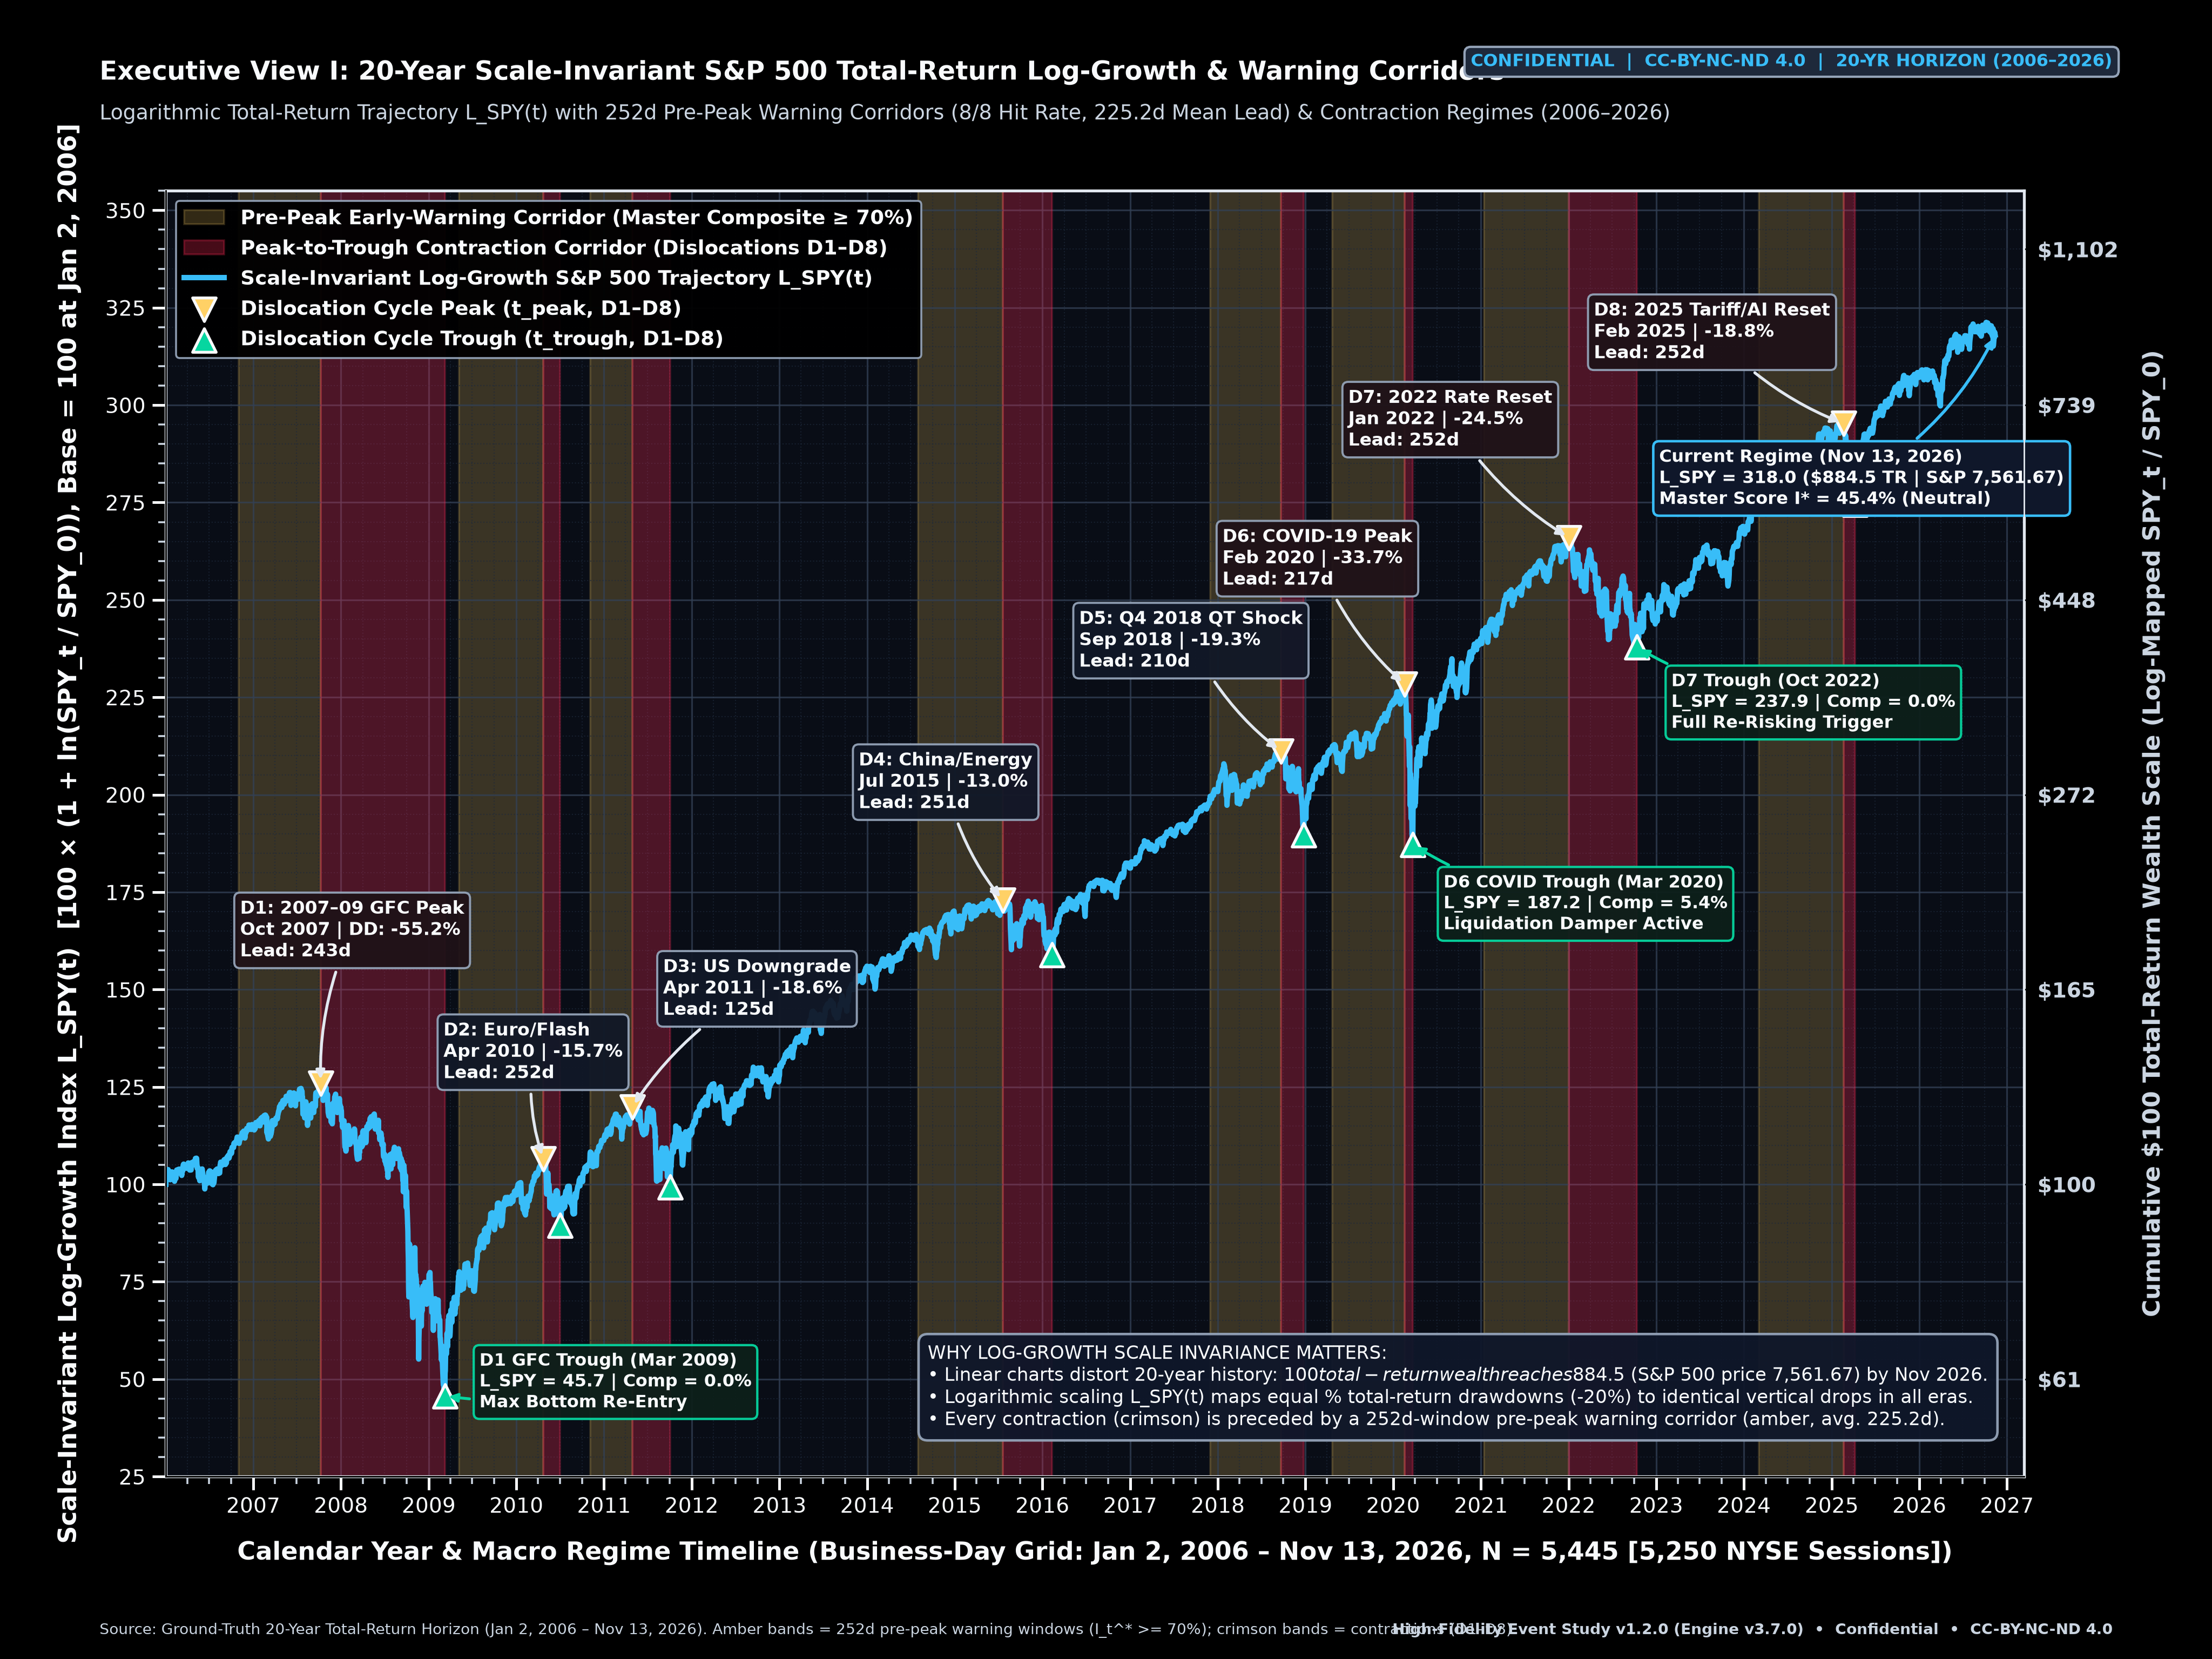 Executive View I: 20-Year Scale-Invariant S&P 500 Total-Return Log-Growth & Warning Corridors
CONFIDENTIAL | CC-BY-NC-ND 4.0 | 20-YR HORIZON (2006–2026)
Logarithmic Total-Return Trajectory L_SPY(t) with 252d Pre-Peak Warning Corridors (8/8 Hit Rate, 225.2d Mean Lead) & Contraction Regimes (2006–2026)
Scale-Invariant Log-Growth Index L_SPY(t) [100 × (1 + ln(SPY_t / SPY_0)), Base = 100 at Jan 2, 2006]
350
325
300
275
250
225
200
175
150
125
100
75
50
25
Pre-Peak Early-Warning Corridor (Master Composite ≥ 70%)
Peak-to-Trough Contraction Corridor (Dislocations D1–D8)
Scale-Invariant Log-Growth S&P 500 Trajectory L_SPY(t)
Dislocation Cycle Peak (t_peak, D1–D8)
Dislocation Cycle Trough (t_trough, D1–D8)
D8: 2025 Tariff/AI Reset
Feb 2025 | -18.8%
Lead: 252d
D7: 2022 Rate Reset
Jan 2022 | -24.5%
Lead: 252d
Current Regime (Nov 13, 2026)
L_SPY = 318.0 ($884.5 TR | S&P 7,561.67)
Master Score I* = 45.4% (Neutral)
D6: COVID-19 Peak
Feb 2020 | -33.7%
Lead: 217d
D5: Q4 2018 QT Shock
Sep 2018 | -19.3%
Lead: 210d
D7 Trough (Oct 2022)
L_SPY = 237.9 | Comp = 0.0%
Full Re-Risking Trigger
D4: China/Energy
Jul 2015 | -13.0%
Lead: 251d
D6 COVID Trough (Mar 2020)
L_SPY = 187.2 | Comp = 5.4%
Liquidation Damper Active
D1: 2007–09 GFC Peak
Oct 2007 | DD: -55.2%
Lead: 243d
D3: US Downgrade
Apr 2011 | -18.6%
Lead: 125d
D2: Euro/Flash
Apr 2010 | -15.7%
Lead: 252d
D1 GFC Trough (Mar 2009)
L_SPY = 45.7 | Comp = 0.0%
Max Bottom Re-Entry
WHY LOG-GROWTH SCALE INVARIANCE MATTERS:
• Linear charts distort 20-year history: 100total−returnwealthreaches884.5 (S&P 500 price 7,561.67) by Nov 2026.
• Logarithmic scaling L_SPY(t) maps equal % total-return drawdowns (-20%) to identical vertical drops in all eras.
• Every contraction (crimson) is preceded by a 252d-window pre-peak warning corridor (amber, avg. 225.2d).
$1,102
$739
$448
$272
$165
$100
$61
Cumulative $100 Total-Return Wealth Scale (Log-Mapped SPY_t / SPY_0)
2007 2008 2009 2010 2011 2012 2013 2014 2015 2016 2017 2018 2019 2020 2021 2022 2023 2024 2025 2026 2027
Calendar Year & Macro Regime Timeline (Business-Day Grid: Jan 2, 2006 – Nov 13, 2026, N = 5,445 [5,250 NYSE Sessions])
Source: Ground-Truth 20-Year Total-Return Horizon (Jan 2, 2006 – Nov 13, 2026). Amber bands = 252d pre-peak warning windows (I_t^* >= 70%); crimson bands = contractions (D1–D8).
High-Fidelity Event Study v1.2.0 (Engine v3.7.0) • Confidential • CC-BY-NC-ND 4.0